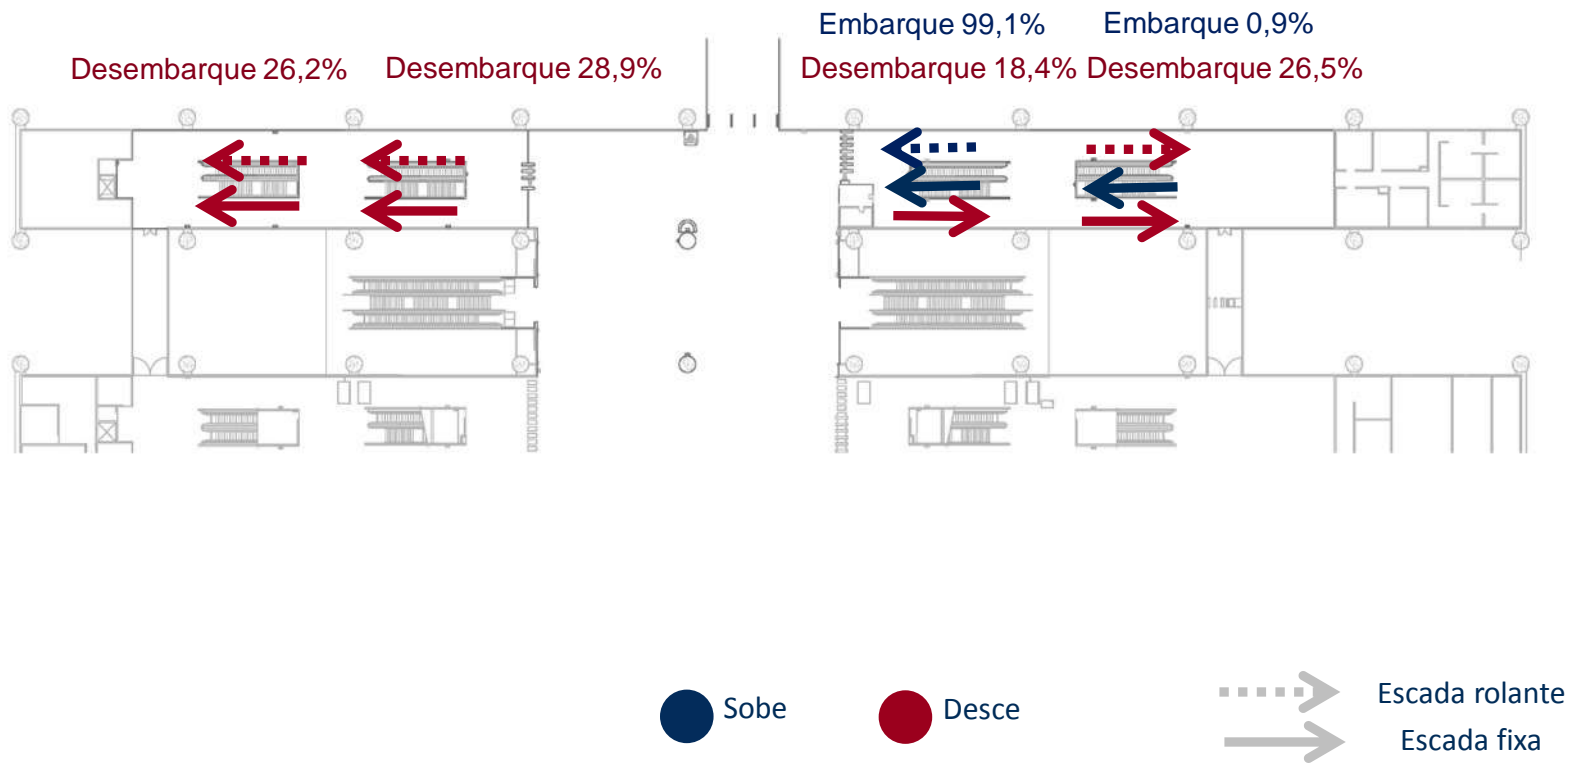 Embarque 99,1% Embarque 0,9%
Desembarque 26,2% Desembarque 28,9% Desembarque 18,4% Desembarque 26,5%
Sobe
Desce
Escada rolante
Escada fixa